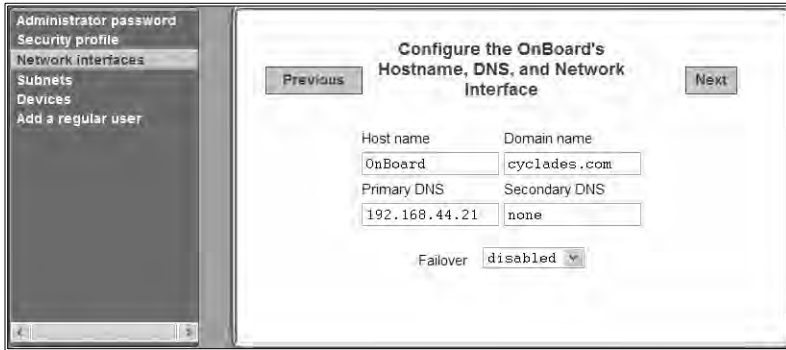 Administrator password
Security profile
Network interfaces
Subnets
Devices
Add a regular user
Previous
Configure the OnBoard's
Hostname, DNS, and Network
Interface
Next
Host name
Domain name
OnBoard
cyclades.com
Primary DNS
Secondary DNS
192.168.44.21
none
Failover
disabled